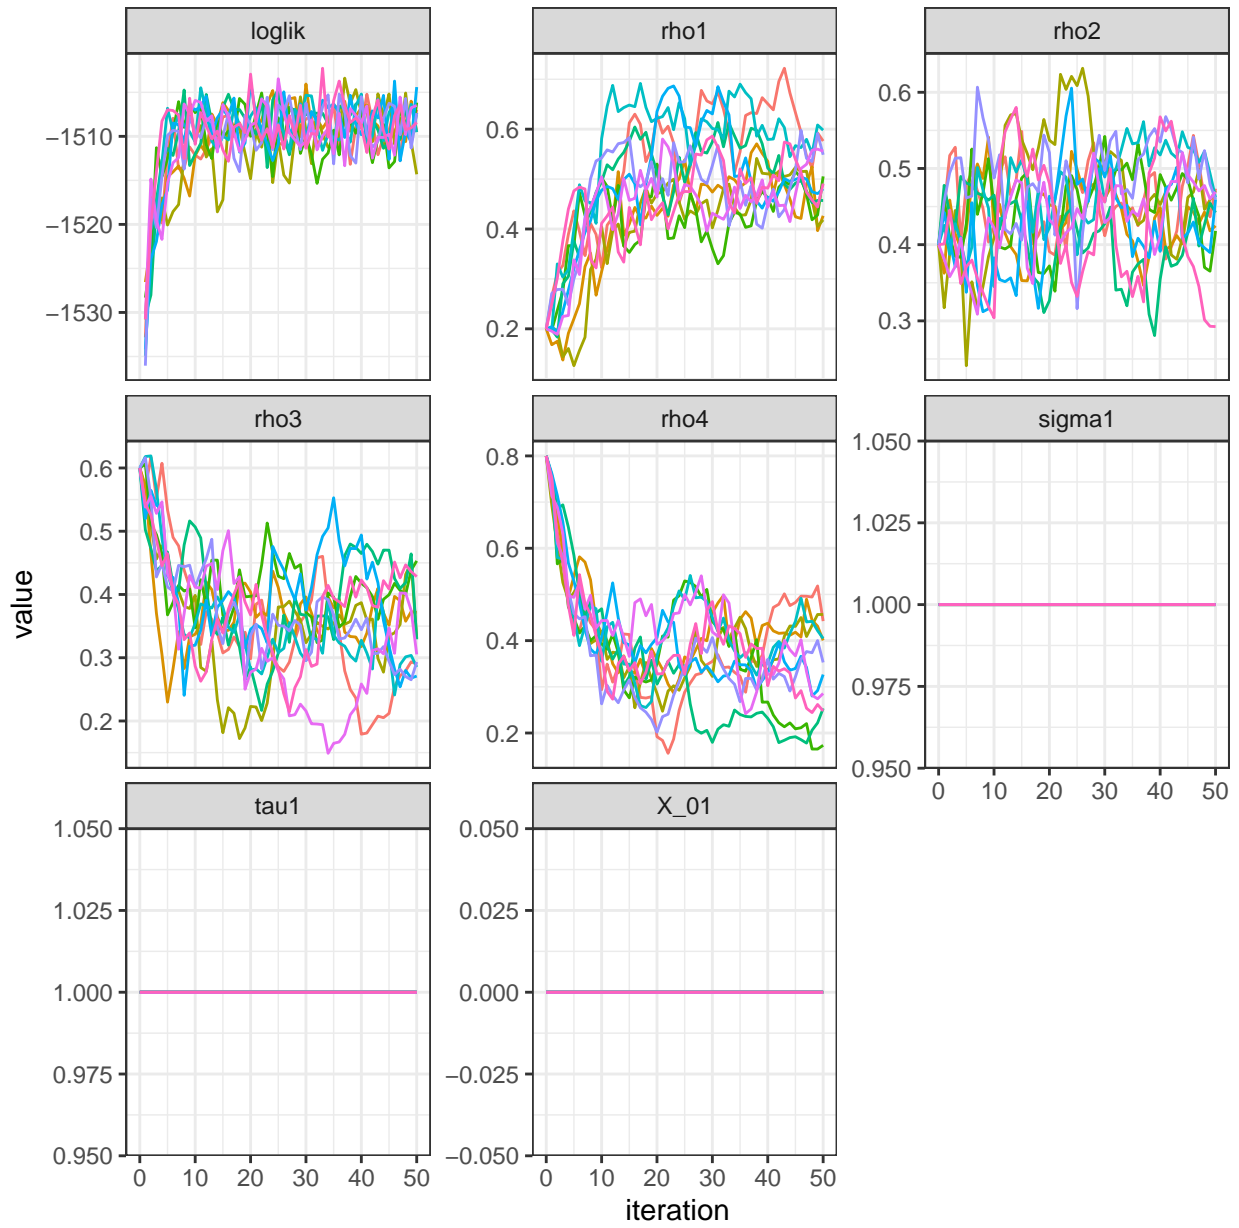 loglik rho1 rho2
−1510 0.6 0.6
−1520 0.4 0.5
−1530 0.2 0.4
0.3
rho3 rho4 sigma1
0.6 0.8 1.050
0.5 0.6 1.025
0.4 0.4 1.000
0.3 0.2 0.975
0.2 0.950
0 10 20 30 40 50
tau1 X_01
1.050 0.050
1.025 0.025
1.000 0.000
0.975 −0.025
0.950 −0.050
0 10 20 30 40 50 0 10 20 30 40 50
value
iteration